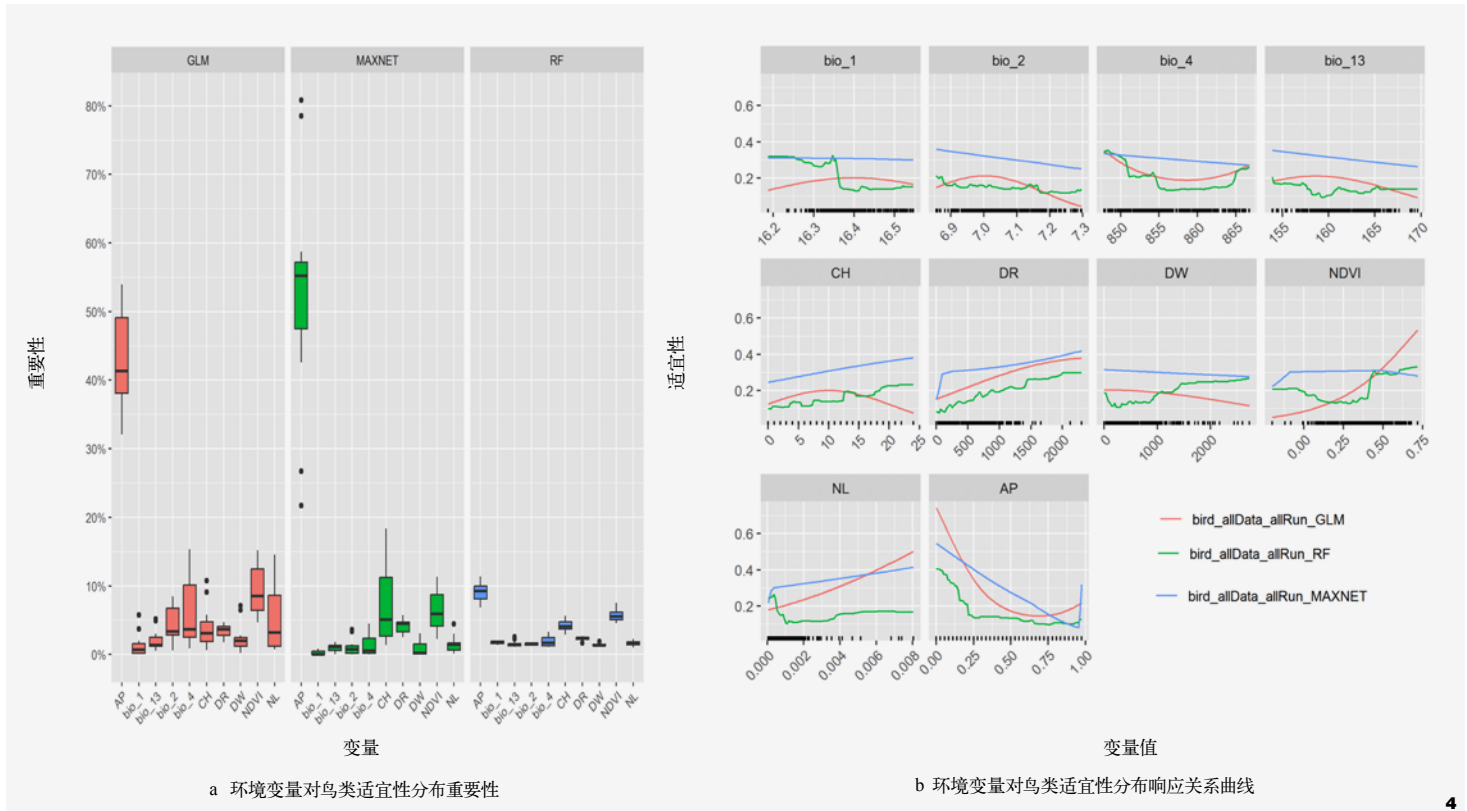 GLM MAXNET RF
80%
70%
60%
50%
40%
30%
20%
10%
0%
重要性
AP bio_1 bio_13 bio_2 bio_4 CH DR DW NDVI NL AP bio_1 bio_13 bio_2 bio_4 CH DR DW NDVI NL AP bio_1 bio_13 bio_2 bio_4 CH DR DW NDVI NL
变量
a 环境变量对鸟类适宜性分布重要性
适宜性
bio_1 bio_2 bio_4 bio_13
0.6
0.4
0.2
16.2 16.3 16.4 16.5 6.9 7.0 7.1 7.2 7.3 850 855 860 865 155 160 165 170
CH DR DW NDVI
0.6
0.4
0.2
0 5 10 15 20 25 0 500 1000 1500 2000 0 1000 2000 0.00 0.25 0.50 0.75
NL AP
0.6
0.4
0.2
0.000 0.002 0.004 0.006 0.008 0.00 0.25 0.50 0.75 1.00
bird_allData_allRun_GLM
bird_allData_allRun_RF
bird_allData_allRun_MAXNET
变量值
b 环境变量对鸟类适宜性分布响应关系曲线
4